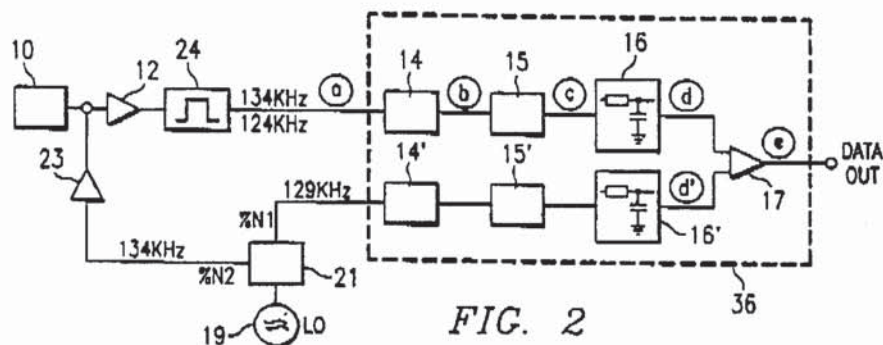 10
12
24
134KHz
124KHz
a
14
b
15
c
16
d
e
DATA
OUT
17
23
14'
15'
d'
16'
129KHz
%N1
134KHz
%N2
21
19
LO
36
FIG. 2